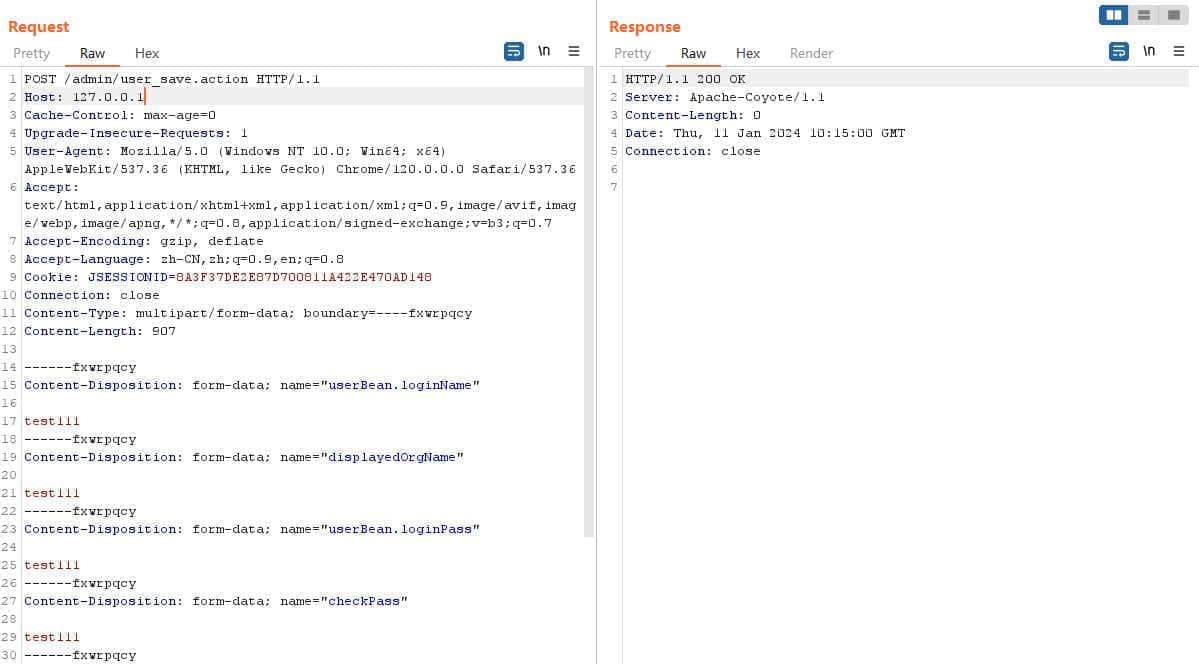 Request
Pretty Raw Hex
\n
1 POST /admin/user_save.action HTTP/1.1
2 Host: 127.0.0.1
3 Cache-Control: max-age=0
4 Upgrade-Insecure-Requests: 1
5 User-Agent: Mozilla/5.0 (Windows NT 10.0; Win64; x64)
AppleWebKit/537.36 (KHTML, like Gecko) Chrome/120.0.0.0 Safari/537.36
6 Accept:
text/html,application/xhtml+xml,application/xml;q=0.9,image/avif,imag
e/webp,image/apng,*/*;q=0.8,application/signed-exchange;v=b3;q=0.7
7 Accept-Encoding: gzip, deflate
8 Accept-Language: zh-CN,zh;q=0.9,en;q=0.8
9 Cookie: JSESSIONID=8A3F37DE2E87D700811A422E470AD148
10 Connection: close
11 Content-Type: multipart/form-data; boundary=----fxwrpqcy
12 Content-Length: 907
13
14 ------fxwrpqcy
15 Content-Disposition: form-data; name="userBean.loginName"
16
17 test111
18 ------fxwrpqcy
19 Content-Disposition: form-data; name="displayedOrgName"
20
21 test111
22 ------fxwrpqcy
23 Content-Disposition: form-data; name="userBean.loginPass"
24
25 test111
26 ------fxwrpqcy
27 Content-Disposition: form-data; name="checkPass"
28
29 test111
30 ------fxwrpqcy
Response
Pretty Raw Hex Render
\n
1 HTTP/1.1 200 OK
2 Server: Apache-Coyote/1.1
3 Content-Length: 0
4 Date: Thu, 11 Jan 2024 10:15:00 GMT
5 Connection: close
6
7